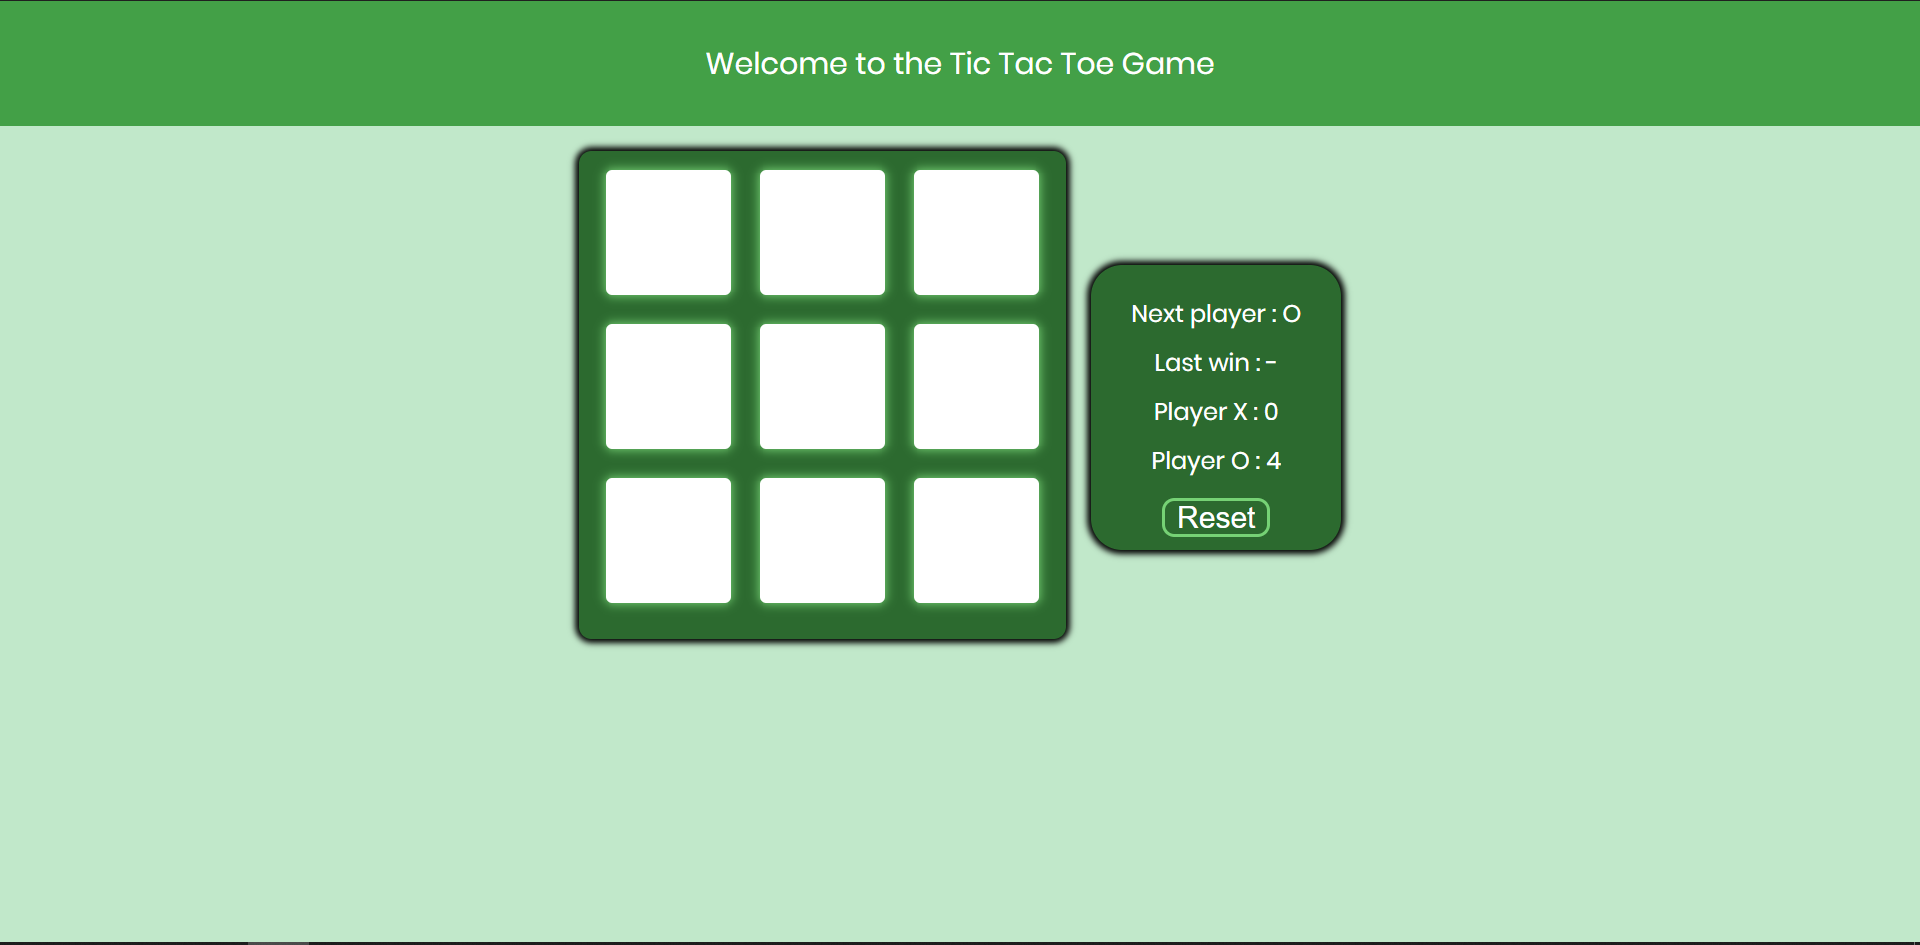 Welcome to the Tic Tac Toe Game
Next player : O
Last win : -
Player X : 0
Player O : 4
Reset